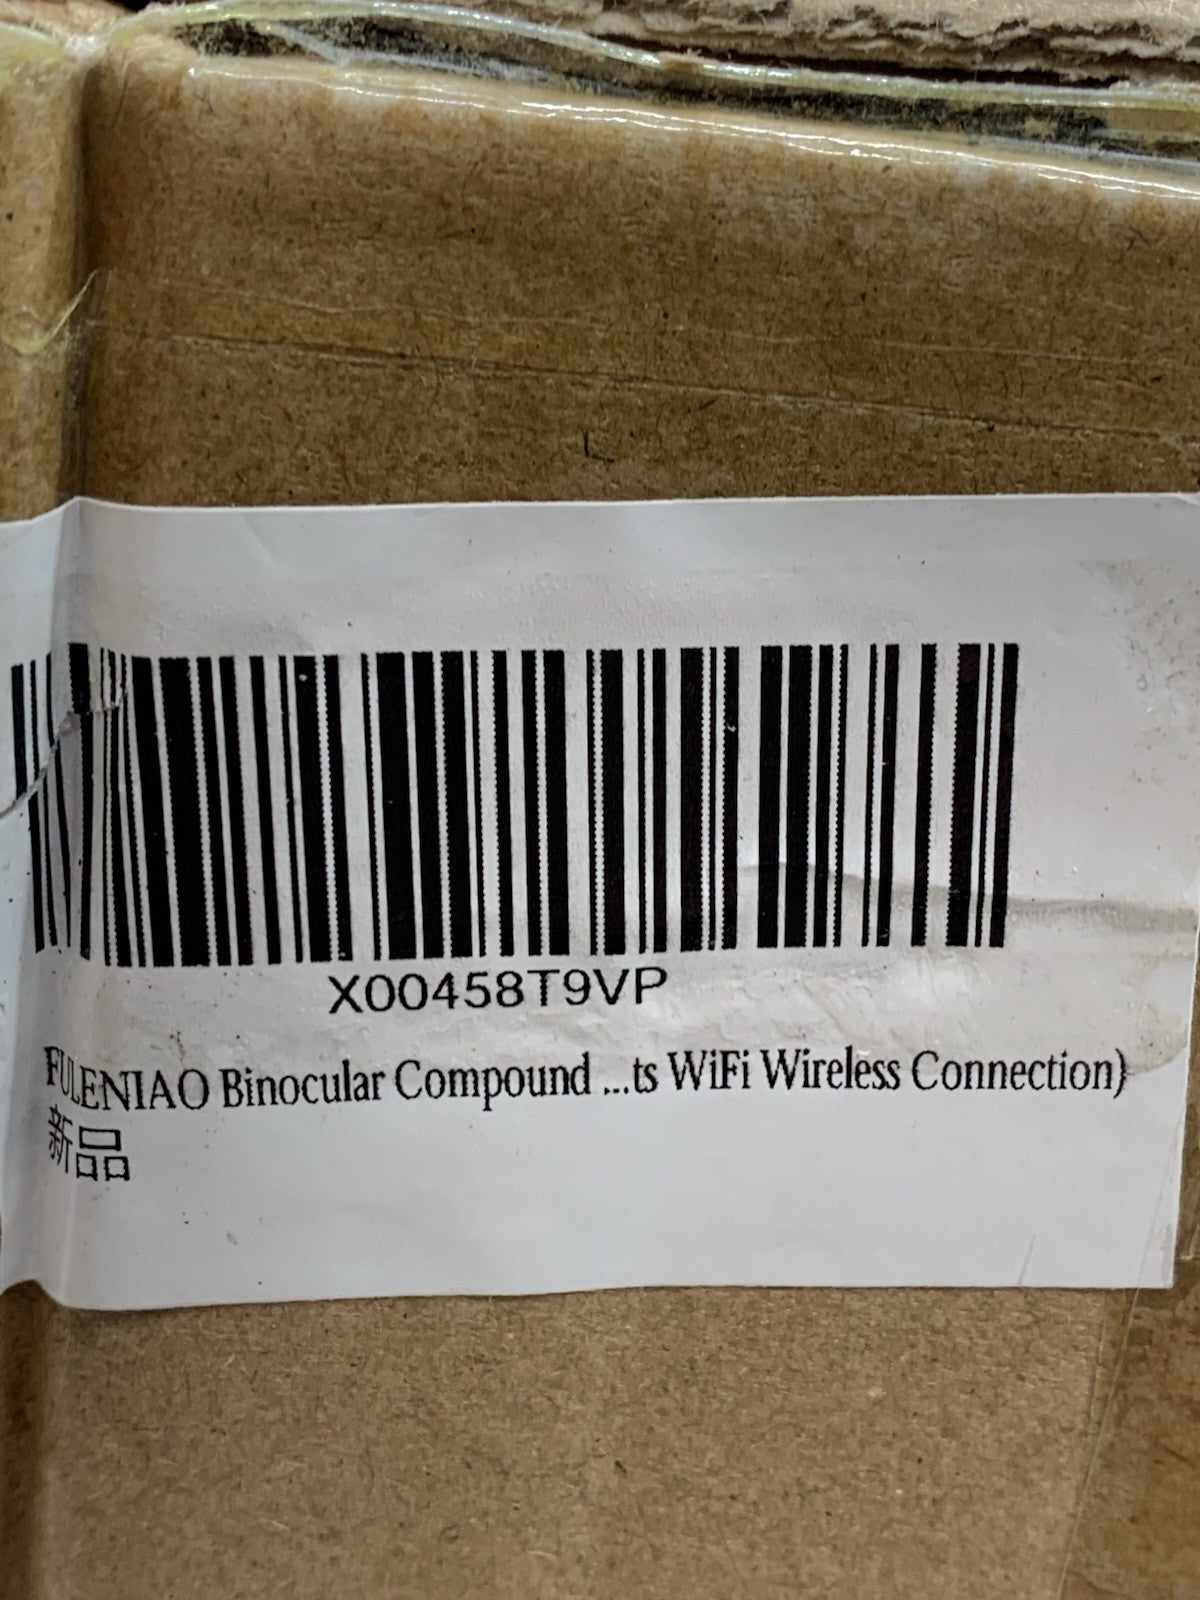 X00458T9VP
FULENIAO Binocular Compound ...ts WiFi Wireless Connection)
新品